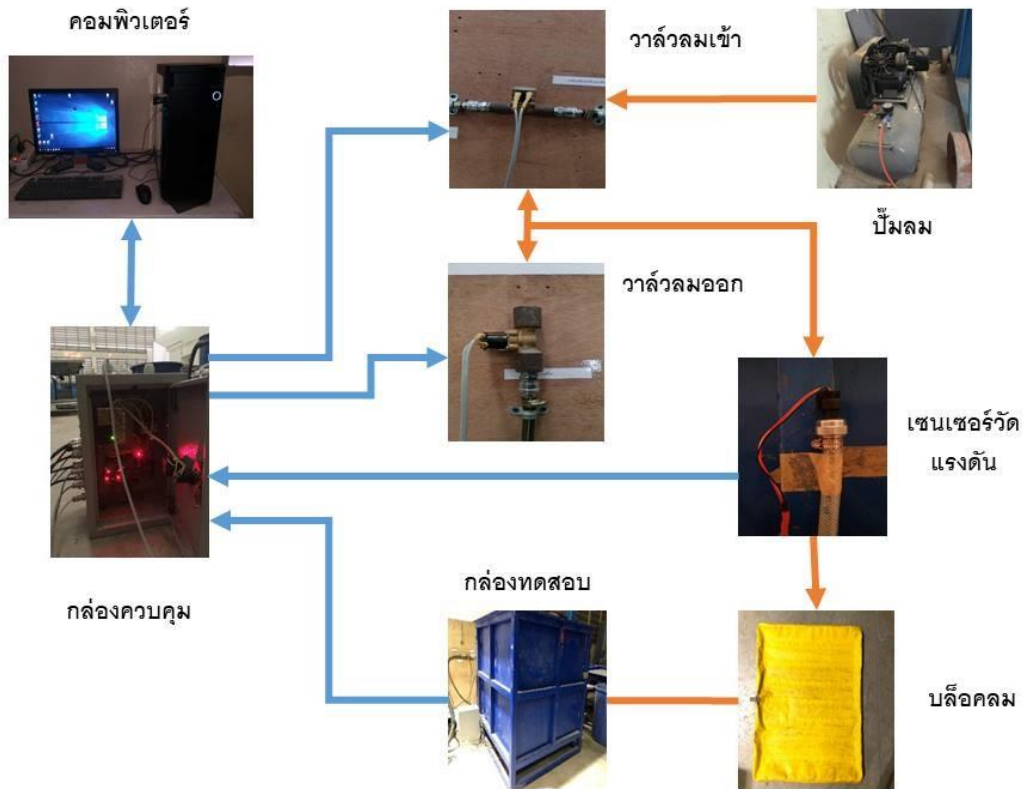 คอมพิวเตอร์
วาล์วลมเข้า
ปั๊มลม
วาล์วลมออก
เซนเซอร์วัด
แรงดัน
กล่องทดสอบ
กล่องควบคุม
บล็อคลม